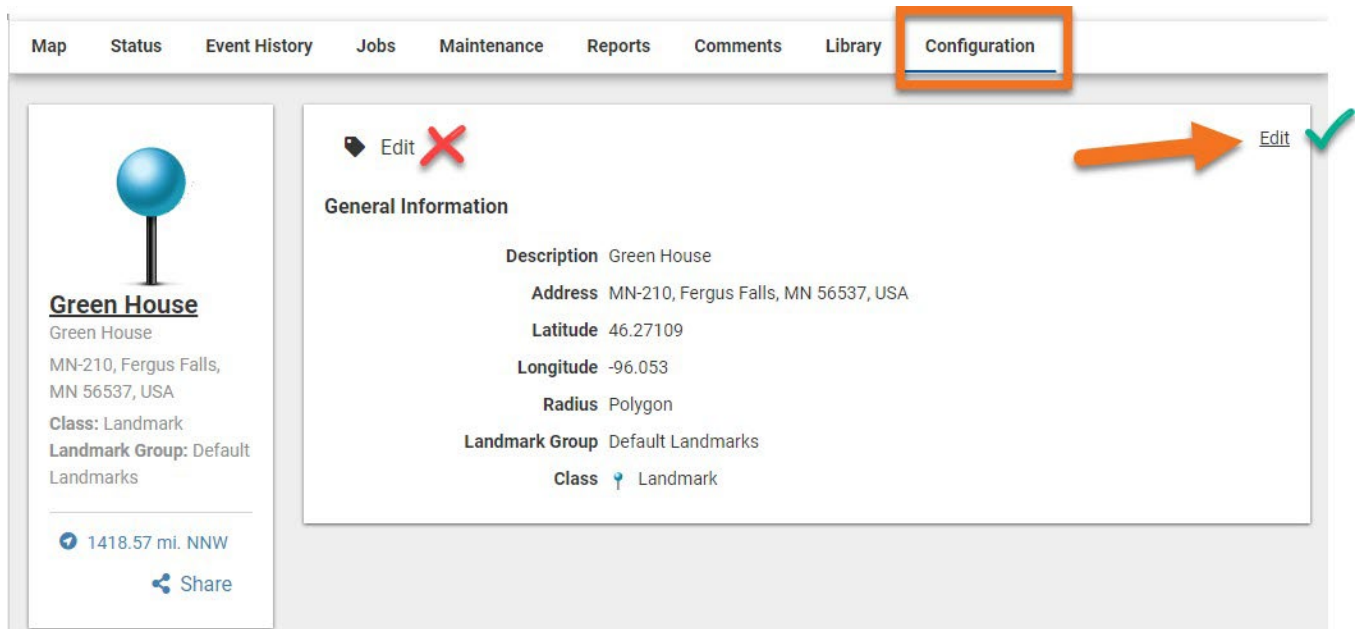 Map Status Event History Jobs Maintenance Reports Comments Library Configuration
Green House
Green House
MN-210, Fergus Falls,
MN 56537, USA
Class: Landmark
Landmark Group: Default
Landmarks
1418.57 mi. NNW
Share
Edit Edit
General Information
Description Green House
Address MN-210, Fergus Falls, MN 56537, USA
Latitude 46.27109
Longitude -96.053
Radius Polygon
Landmark Group Default Landmarks
Class Landmark